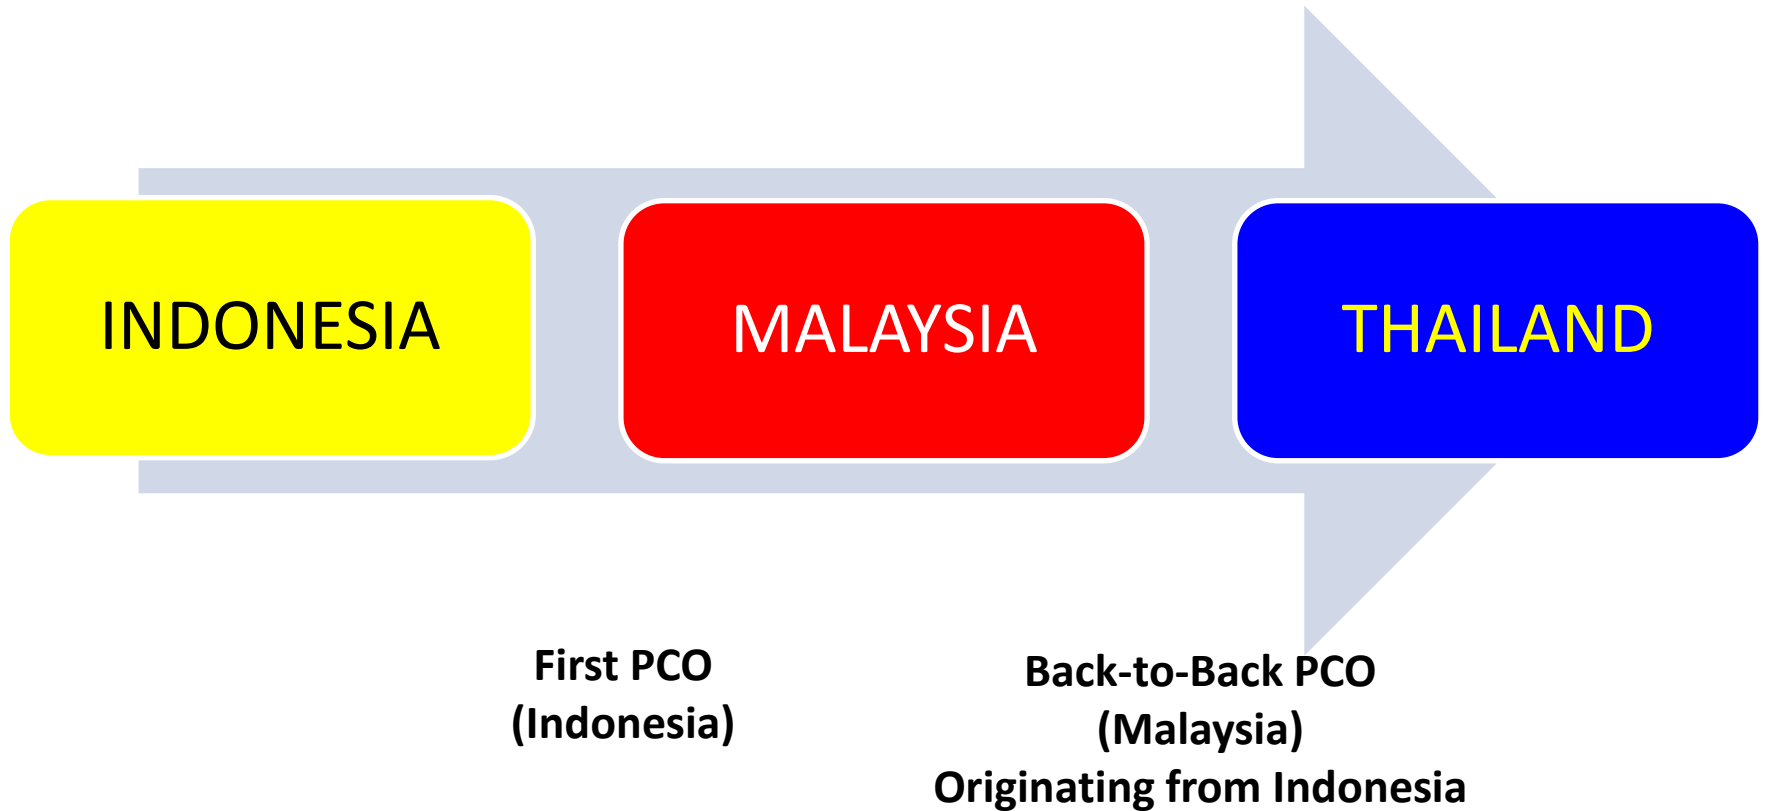 INDONESIA
MALAYSIA
THAILAND
First PCO
(Indonesia)
Back-to-Back PCO
(Malaysia)
Originating from Indonesia